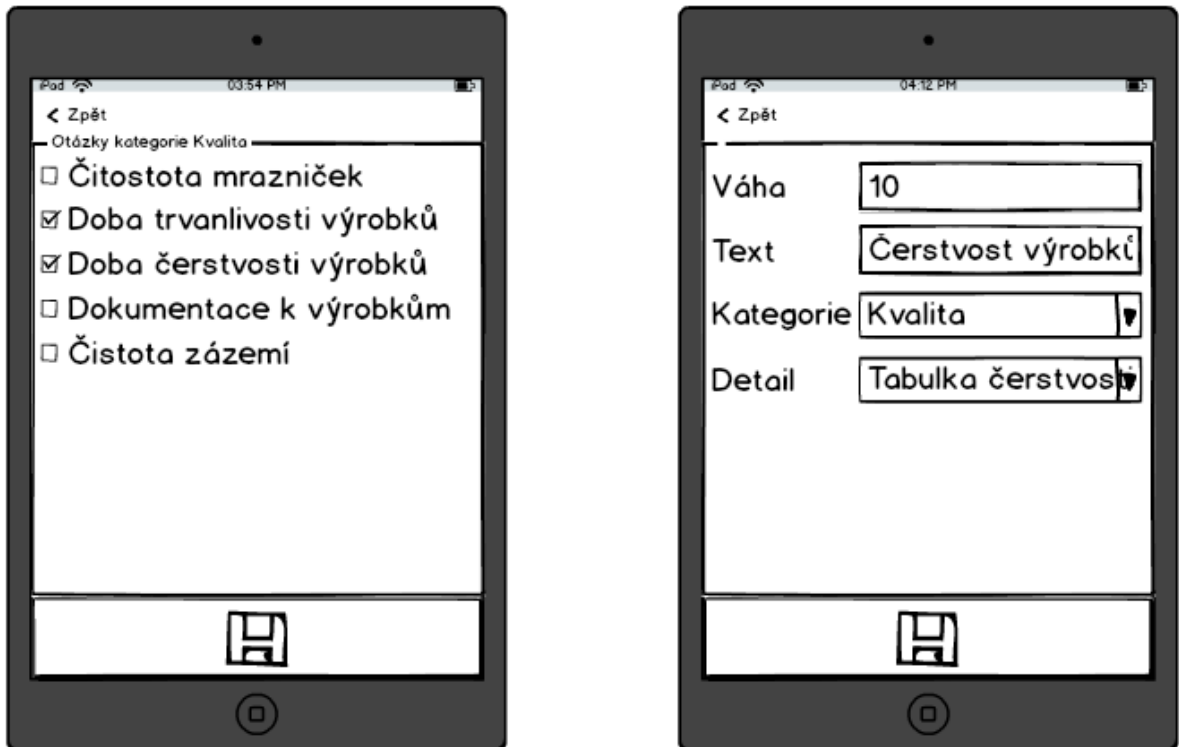 iPad 03:54 PM
Zpět
Otázky kategorie Kvalita
Čitostota mrazniček
Doba trvanlivosti výrobků
Doba čerstvosti výrobků
Dokumentace k výrobkům
Čistota zázemí
iPad 04:12 PM
Zpět
Váha 10
Text Čerstvost výrobků
Kategorie Kvalita
Detail Tabulka čerstvosti